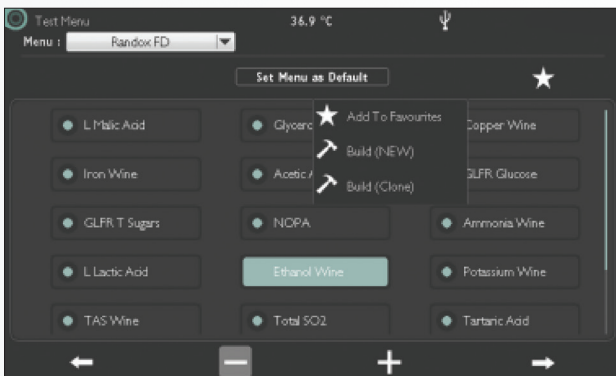 Test Menu 36.9 °C
Menu : Randox FD
Set Menu as Default
L Malic Acid
Add To Favourites
Copper Wine
Build (NEW)
Iron Wine
Acetic
GLFR Glucose
Build (Clone)
GLFR T Sugars NOPA Ammonia Wine
L Lactic Acid Ethanol Wine Potassium Wine
TAS Wine Total SO2 Tartaric Acid